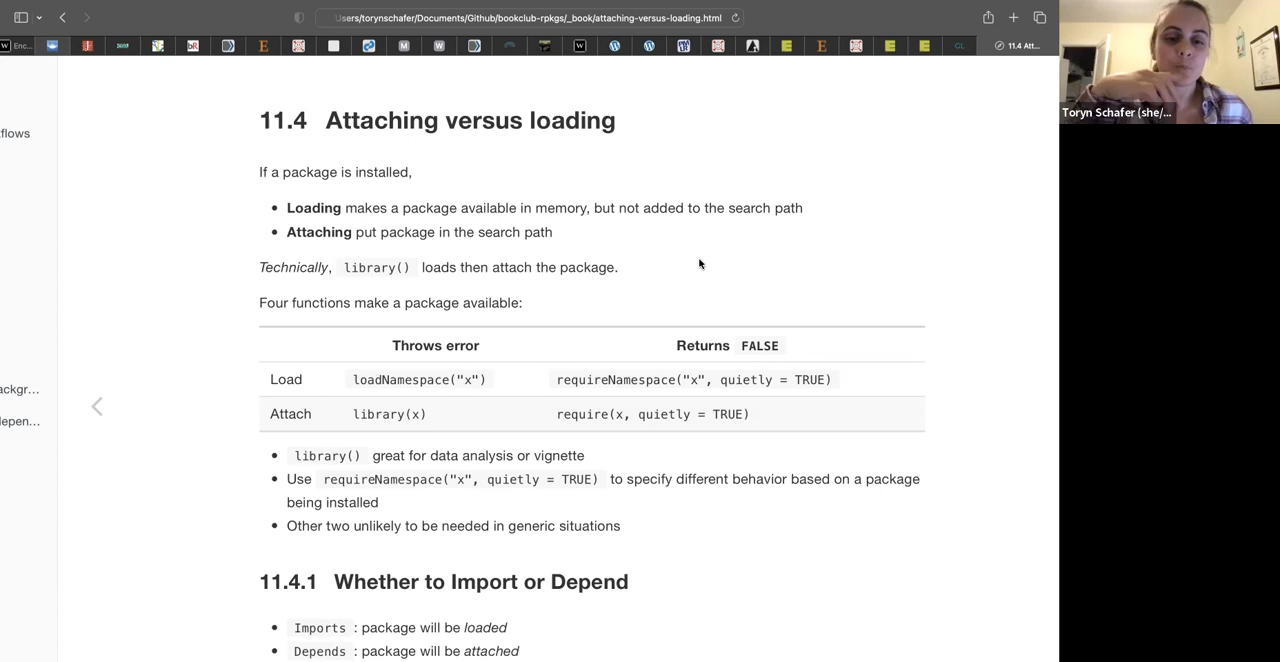 Users/torynschafer/Documents/Github/bookclub-rpkgs/_book/attaching-versus-loading.html
W Enc...
bR
E
M
W
W
E
GL
11.4 Att...
Toryn Schafer (she/...
flows
ackgr...
lepen...
11.4 Attaching versus loading
If a package is installed,
• Loading makes a package available in memory, but not added to the search path
• Attaching put package in the search path
Technically, library() loads then attach the package.
Four functions make a package available:
Throws error Returns FALSE
Load loadNamespace("x") requireNamespace("x", quietly = TRUE)
Attach library(x) require(x, quietly = TRUE)
• library() great for data analysis or vignette
• Use requireNamespace("x", quietly = TRUE) to specify different behavior based on a package
being installed
• Other two unlikely to be needed in generic situations
11.4.1 Whether to Import or Depend
• Imports : package will be loaded
• Depends : package will be attached